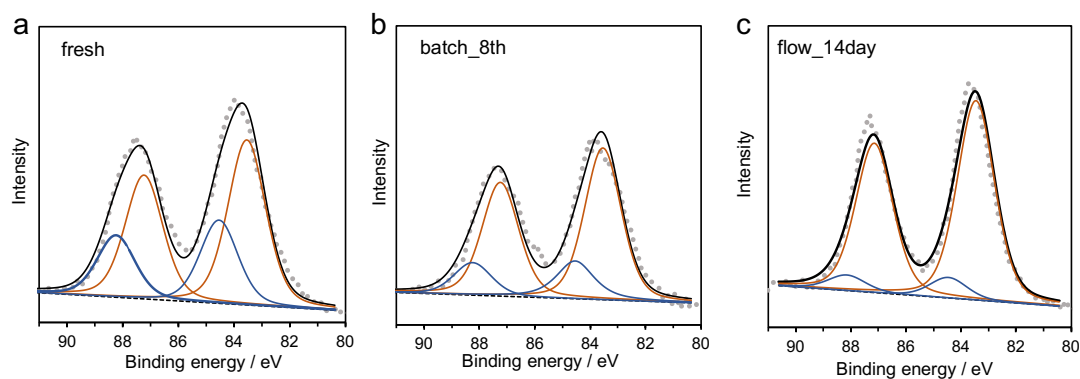 a
fresh
Intensity
90 88 86 84 82 80
Binding energy / eV
b
batch_8th
Intensity
90 88 86 84 82 80
Binding energy / eV
c
flow_14day
Intensity
90 88 86 84 82 80
Binding energy / eV